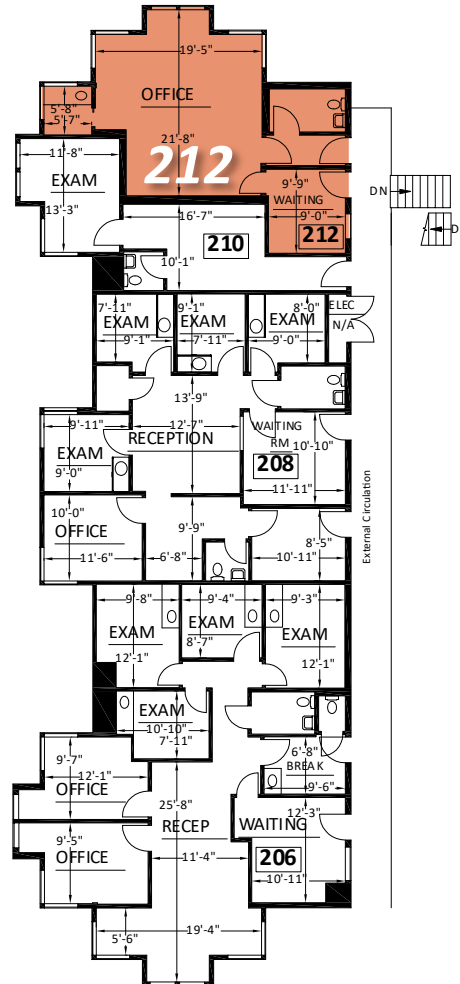 19'-5"
OFFICE
5'-8"
5'-7"
21'-8"
212
11'-8"
EXAM
13'-3"
9'-9"
WAITING
9'-0"
212
DN
D
16'-7"
210
10'-1"
ELEC
N/A
7'-11"
EXAM
9'-1"
9'-1"
EXAM
7'-11"
8'-0"
EXAM
9'-0"
13'-9"
12'-7"
RECEPTION
WAITING
RM
10'-10"
208
11'-11"
9'-11"
EXAM
9'-0"
External Circulation
10'-0"
OFFICE
11'-6"
9'-9"
6'-8"
8'-5"
10'-11"
9'-8"
EXAM
12'-1"
9'-4"
EXAM
8'-7"
9'-3"
EXAM
12'-1"
EXAM
10'-10"
7'-11"
6'-8"
BREAK
9'-6"
9'-7"
12'-1"
OFFICE
25'-8"
RECEP
11'-4"
12'-3"
WAITING
206
10'-11"
9'-5"
OFFICE
19'-4"
5'-6"